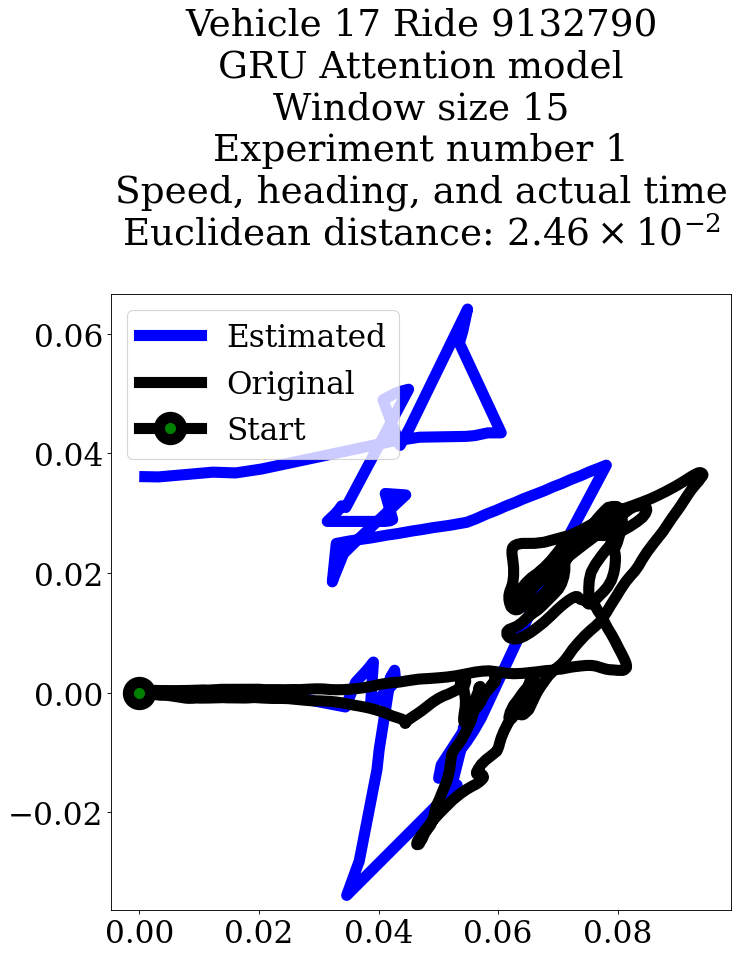 Vehicle 17 Ride 9132790
GRU Attention model
Window size 15
Experiment number 1
Speed, heading, and actual time
Euclidean distance: 2.46 × 10⁻²
Estimated
Original
Start
0.06
0.04
0.02
0.00
−0.02
0.00 0.02 0.04 0.06 0.08